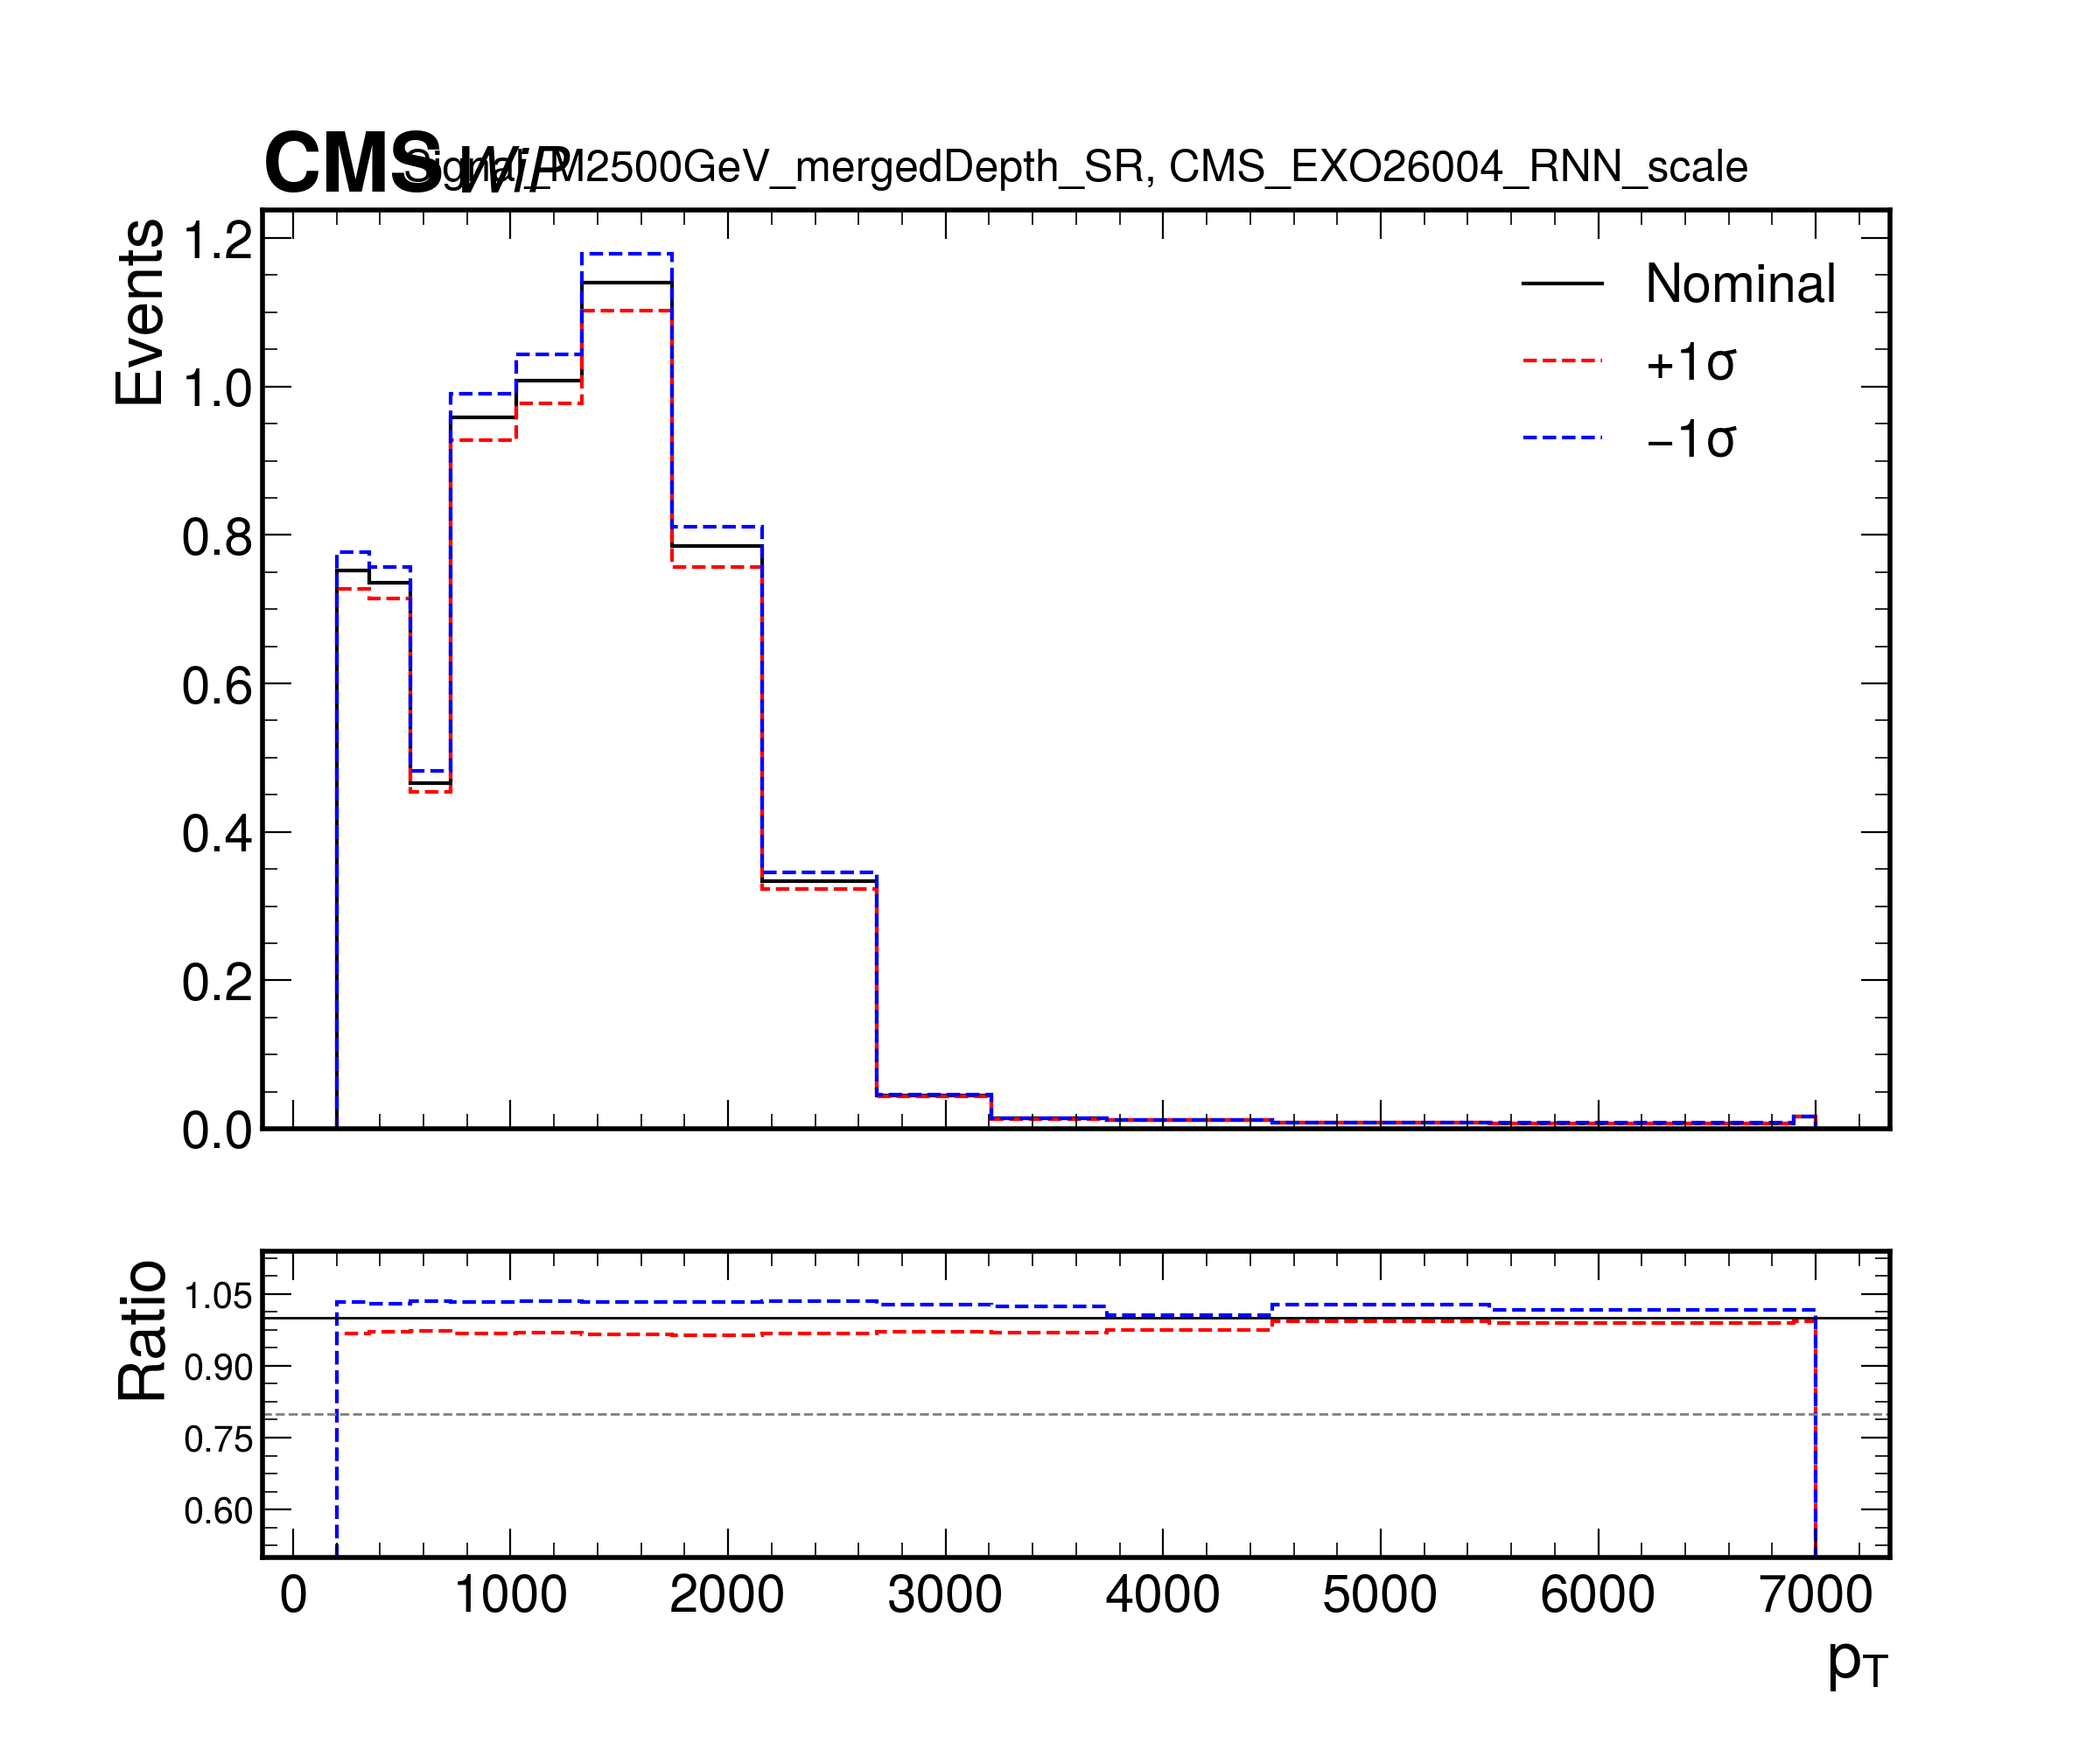 CMS WiP Signal_M2500GeV_mergedDepth_SR, CMS_EXO26004_RNN_scale
Events
1.2
1.0
0.8
0.6
0.4
0.2
0.0
Nominal
+1σ
−1σ
Ratio
1.05
0.90
0.75
0.60
0 1000 2000 3000 4000 5000 6000 7000
pT